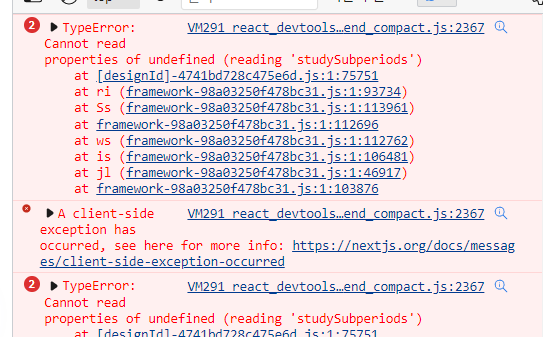 2 TypeError: VM291 react_devtools…end_compact.js:2367
Cannot read
properties of undefined (reading 'studySubperiods')
at [designId]-4741bd728c475e6d.js:1:75751
at ri (framework-98a03250f478bc31.js:1:93734)
at Ss (framework-98a03250f478bc31.js:1:113961)
at framework-98a03250f478bc31.js:1:112696
at ws (framework-98a03250f478bc31.js:1:112762)
at is (framework-98a03250f478bc31.js:1:106481)
at jl (framework-98a03250f478bc31.js:1:46917)
at framework-98a03250f478bc31.js:1:103876
A client-side VM291 react_devtools…end_compact.js:2367
exception has
occurred, see here for more info: https://nextjs.org/docs/messag
es/client-side-exception-occurred
2 TypeError: VM291 react_devtools…end_compact.js:2367
Cannot read
properties of undefined (reading 'studySubperiods')
at [designId]-4741bd728c475e6d.js:1:75751